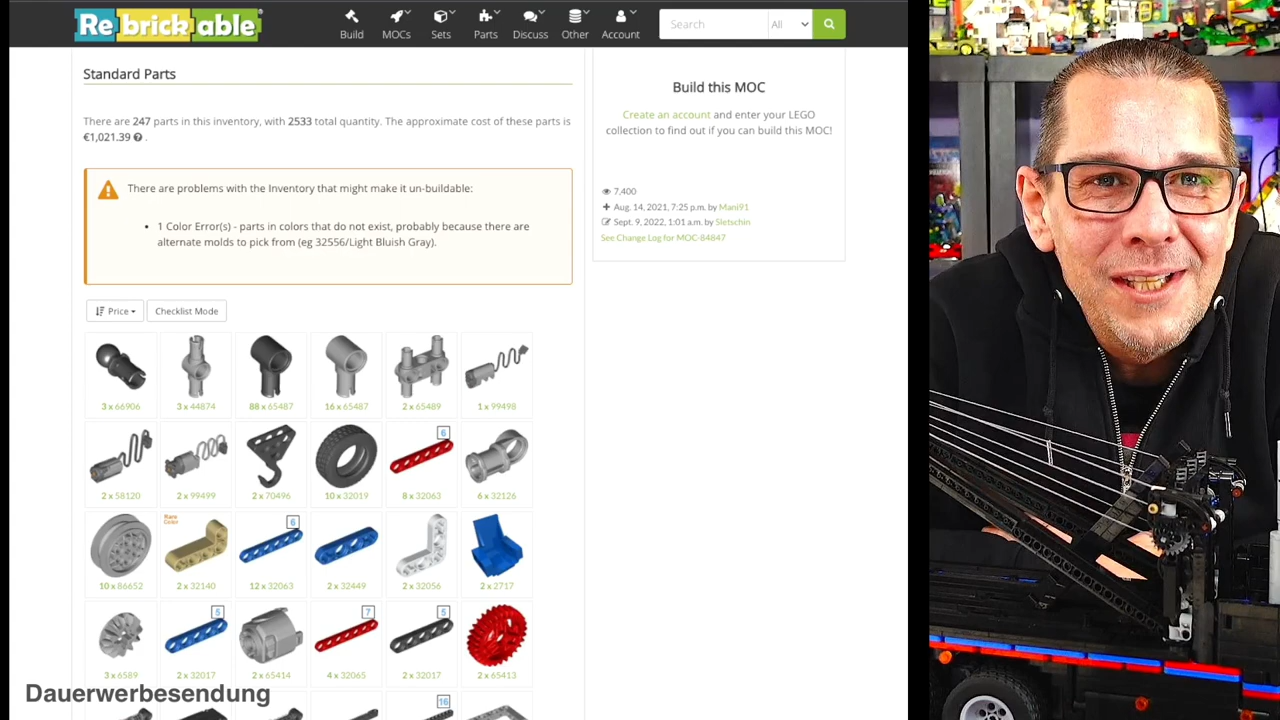 Rebrickable
Build
MOCs
Sets
Parts
Discuss
Other
Account
Search
All
Standard Parts
There are 247 parts in this inventory, with 2533 total quantity. The approximate cost of these parts is
€1,021.39 .
There are problems with the Inventory that might make it un-buildable:
• 1 Color Error(s) - parts in colors that do not exist, probably because there are
alternate molds to pick from (eg 32556/Light Bluish Gray).
Price
Checklist Mode
3 x 66906
3 x 44874
88 x 65487
16 x 65487
2 x 65489
1 x 99498
6
2 x 58120
2 x 99499
2 x 70496
10 x 32019
8 x 32063
6 x 32126
Rare
Color
6
10 x 86652
2 x 32140
12 x 32063
2 x 32449
2 x 32056
2 x 2717
5
7
5
3 x 6589
2 x 32017
2 x 65414
4 x 32065
2 x 32017
2 x 65413
16
Build this MOC
Create an account and enter your LEGO
collection to find out if you can build this MOC!
7,400
Aug. 14, 2021, 7:25 p.m. by Mani91
Sept. 9, 2022, 1:01 a.m. by Sletschin
See Change Log for MOC-84847
Dauerwerbesendung